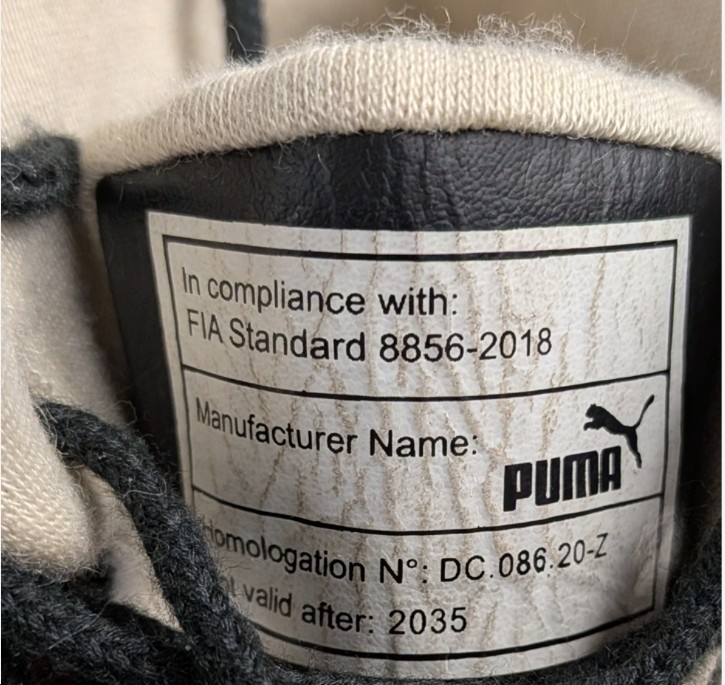 In compliance with:
FIA Standard 8856-2018
Manufacturer Name:
PUMA
Homologation N°: DC.086.20-Z
valid after: 2035